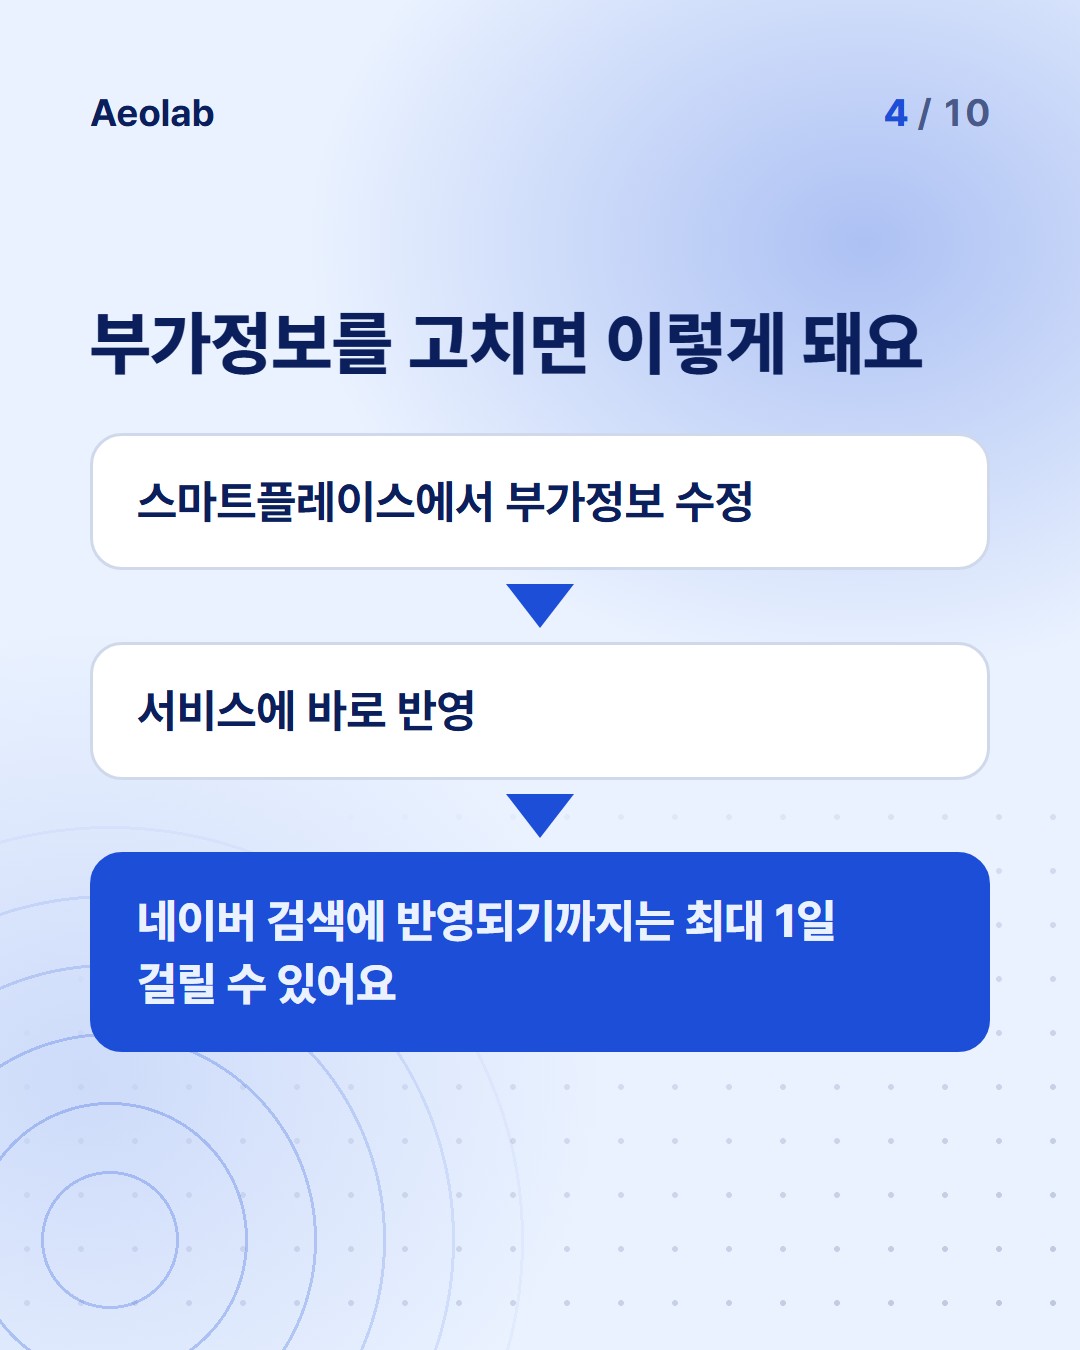 Aeolab
4 / 10
부가정보를 고치면 이렇게 돼요
스마트플레이스에서 부가정보 수정
서비스에 바로 반영
네이버 검색에 반영되기까지는 최대 1일
걸릴 수 있어요